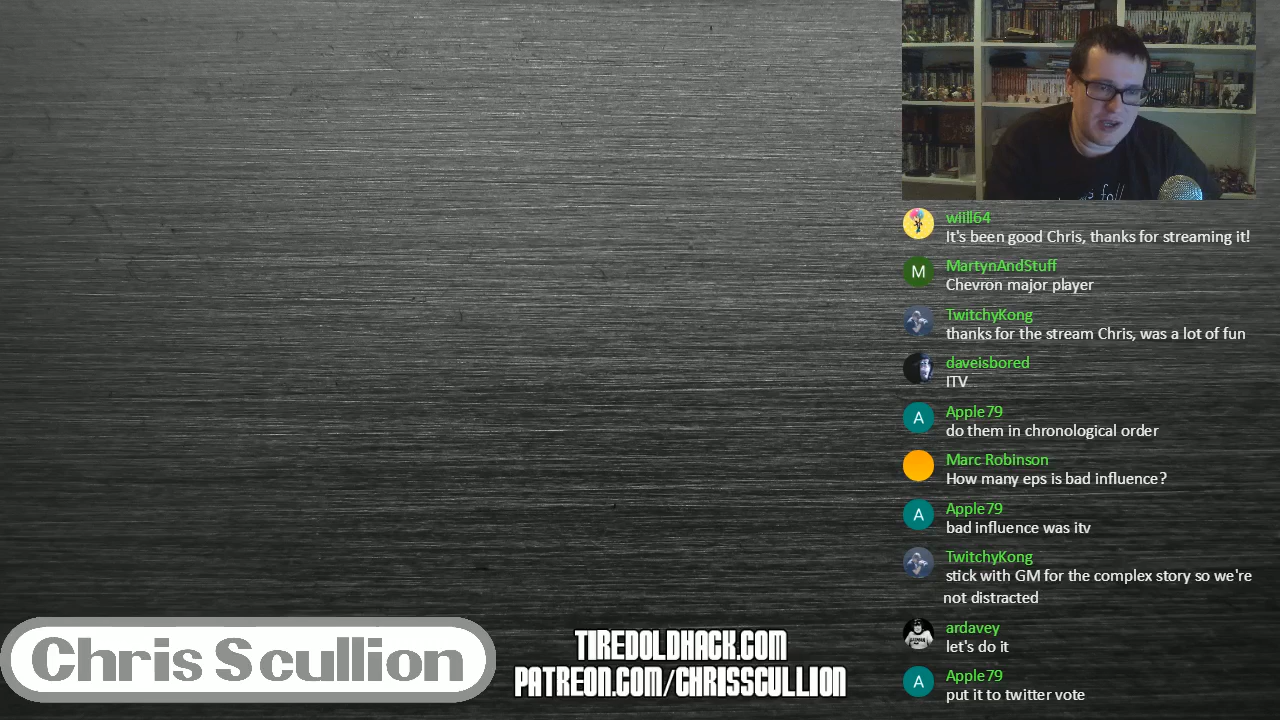 wiill64
It's been good Chris, thanks for streaming it!
M
MartynAndStuff
Chevron major player
TwitchyKong
thanks for the stream Chris, was a lot of fun
daveisbored
ITV
A
Apple79
do them in chronological order
Marc Robinson
How many eps is bad influence?
A
Apple79
bad influence was itv
TwitchyKong
stick with GM for the complex story so we're
not distracted
ardavey
let's do it
A
Apple79
put it to twitter vote
Chris Scullion
TIREDOLDHACK.COM
PATREON.COM/CHRISSCULLION